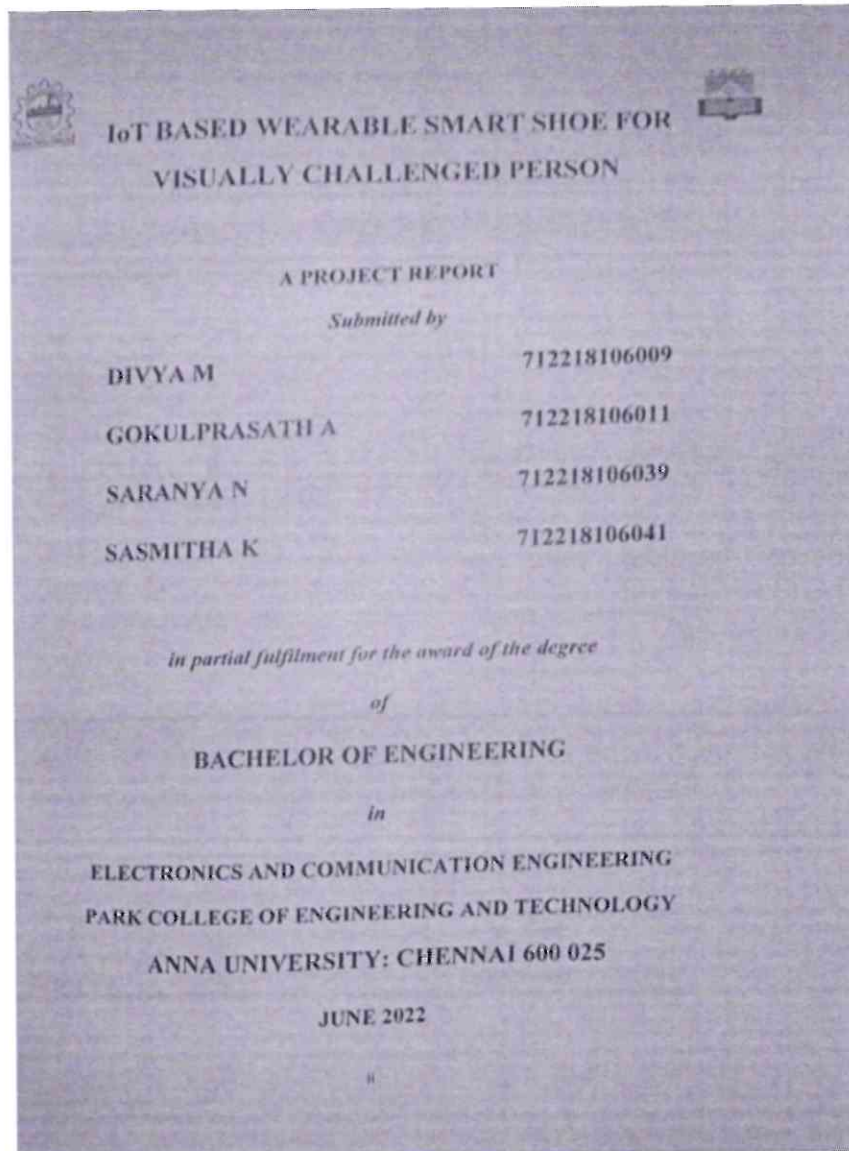 IoT BASED WEARABLE SMART SHOE FOR
VISUALLY CHALLENGED PERSON
A PROJECT REPORT
Submitted by
DIVYA M 712218106009
GOKULPRASATH A 712218106011
SARANYA N 712218106039
SASMITHA K 712218106041
in partial fulfilment for the award of the degree
of
BACHELOR OF ENGINEERING
in
ELECTRONICS AND COMMUNICATION ENGINEERING
PARK COLLEGE OF ENGINEERING AND TECHNOLOGY
ANNA UNIVERSITY: CHENNAI 600 025
JUNE 2022
ii